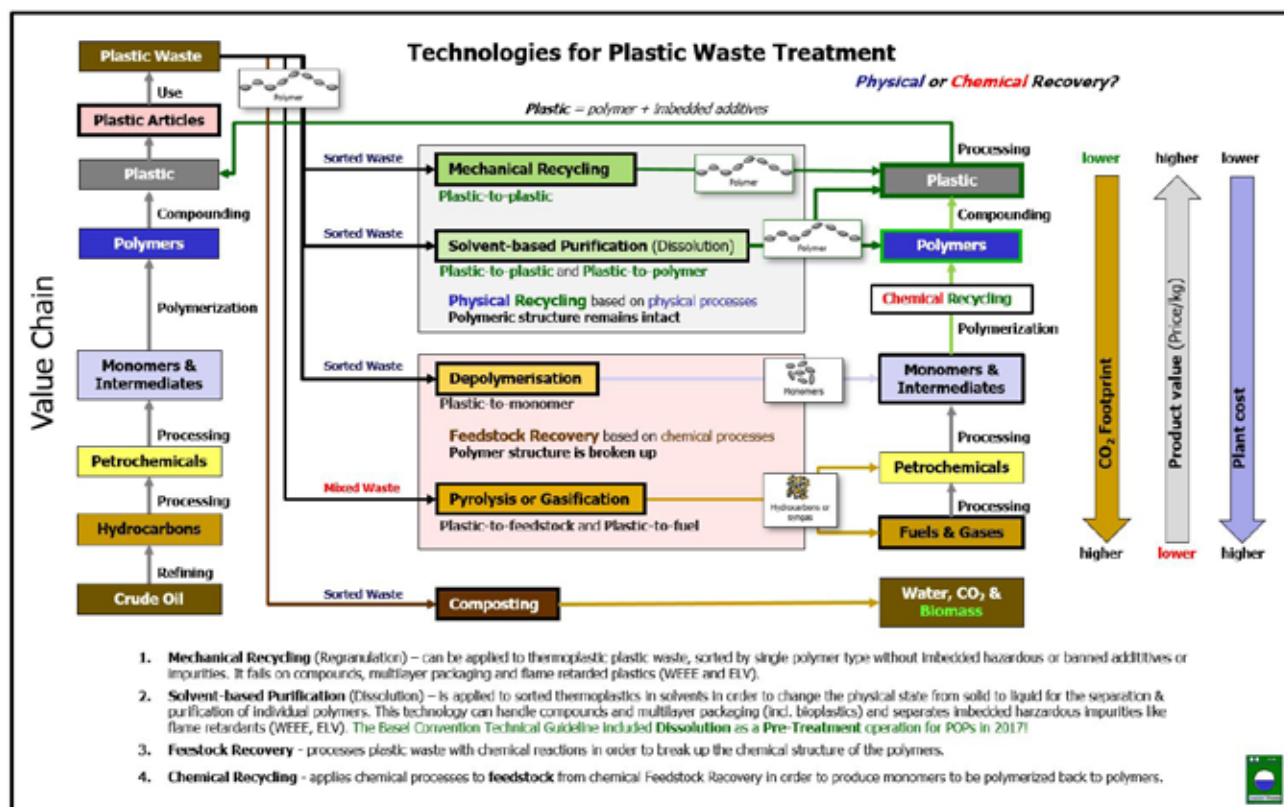 Technologies for Plastic Waste Treatment
Physical or Chemical Recovery?
Plastic = polymer + imbedded additives
Value Chain
Plastic Waste
Use
Plastic Articles
Plastic
Compounding
Polymers
Polymerization
Monomers &
Intermediates
Processing
Petrochemicals
Processing
Hydrocarbons
Refining
Crude Oil
Polymer
Sorted Waste
Mechanical Recycling
Plastic-to-plastic
Polymer
Sorted Waste
Solvent-based Purification (Dissolution)
Plastic-to-plastic and Plastic-to-polymer
Polymer
Physical Recycling based on physical processes
Polymeric structure remains intact
Sorted Waste
Depolymerisation
Plastic-to-monomer
Monomers
Feedstock Recovery based on chemical processes
Polymer structure is broken up
Mixed Waste
Pyrolysis or Gasification
Plastic-to-feedstock and Plastic-to-fuel
Hydrocarbons or
syngas
Sorted Waste
Composting
Processing
Plastic
Compounding
Polymers
Chemical Recycling
Polymerization
Monomers &
Intermediates
Processing
Petrochemicals
Processing
Fuels & Gases
Water, CO₂ &
Biomass
lower
CO₂ Footprint
higher
higher
Product value (Price/kg)
lower
lower
Plant cost
higher
1. Mechanical Recycling (Regranulation) – can be applied to thermoplastic plastic waste, sorted by single polymer type without imbedded hazardous or banned addititives or
impurities. It fails on compounds, multilayer packaging and flame retarded plastics (WEEE and ELV).
2. Solvent-based Purification (Dissolution) – is applied to sorted thermoplastics in solvents in order to change the physical state from solid to liquid for the separation &
purification of individual polymers. This technology can handle compounds and multilayer packaging (incl. bioplastics) and separates imbedded harzardous impurities like
flame retardants (WEEE, ELV). The Basel Convention Technical Guideline included Dissolution as a Pre-Treatment operation for POPs in 2017!
3. Feestock Recovery - processes plastic waste with chemical reactions in order to break up the chemical structure of the polymers.
4. Chemical Recycling - applies chemical processes to feedstock from chemical Feedstock Recovery in order to produce monomers to be polymerized back to polymers.